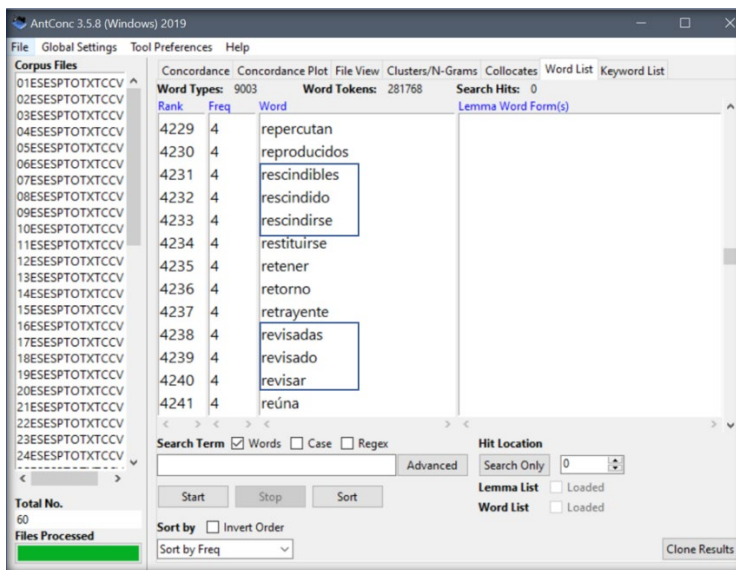 AntConc 3.5.8 (Windows) 2019
File Global Settings Tool Preferences Help
Corpus Files
01ESESPTOTXTCCV
02ESESPTOTXTCCV
03ESESPTOTXTCCV
04ESESPTOTXTCCV
05ESESPTOTXTCCV
06ESESPTOTXTCCV
07ESESPTOTXTCCV
08ESESPTOTXTCCV
09ESESPTOTXTCCV
10ESESPTOTXTCCV
11ESESPTOTXTCCV
12ESESPTOTXTCCV
13ESESPTOTXTCCV
14ESESPTOTXTCCV
15ESESPTOTXTCCV
16ESESPTOTXTCCV
17ESESPTOTXTCCV
18ESESPTOTXTCCV
19ESESPTOTXTCCV
20ESESPTOTXTCCV
21ESESPTOTXTCCV
22ESESPTOTXTCCV
23ESESPTOTXTCCV
24ESESPTOTXTCCV
Total No.
60
Files Processed
Concordance Concordance Plot File View Clusters/N-Grams Collocates Word List Keyword List
Word Types: 9003 Word Tokens: 281768 Search Hits: 0
Rank Freq Word Lemma Word Form(s)
4229 4 repercutan
4230 4 reproducidos
4231 4 rescindibles
4232 4 rescindido
4233 4 rescindirse
4234 4 restituirse
4235 4 retener
4236 4 retorno
4237 4 retrayente
4238 4 revisadas
4239 4 revisado
4240 4 revisar
4241 4 reúna
Search Term Words Case Regex Hit Location
Advanced Search Only 0
Start Stop Sort Lemma List Loaded
Word List Loaded
Sort by Invert Order
Sort by Freq Clone Results